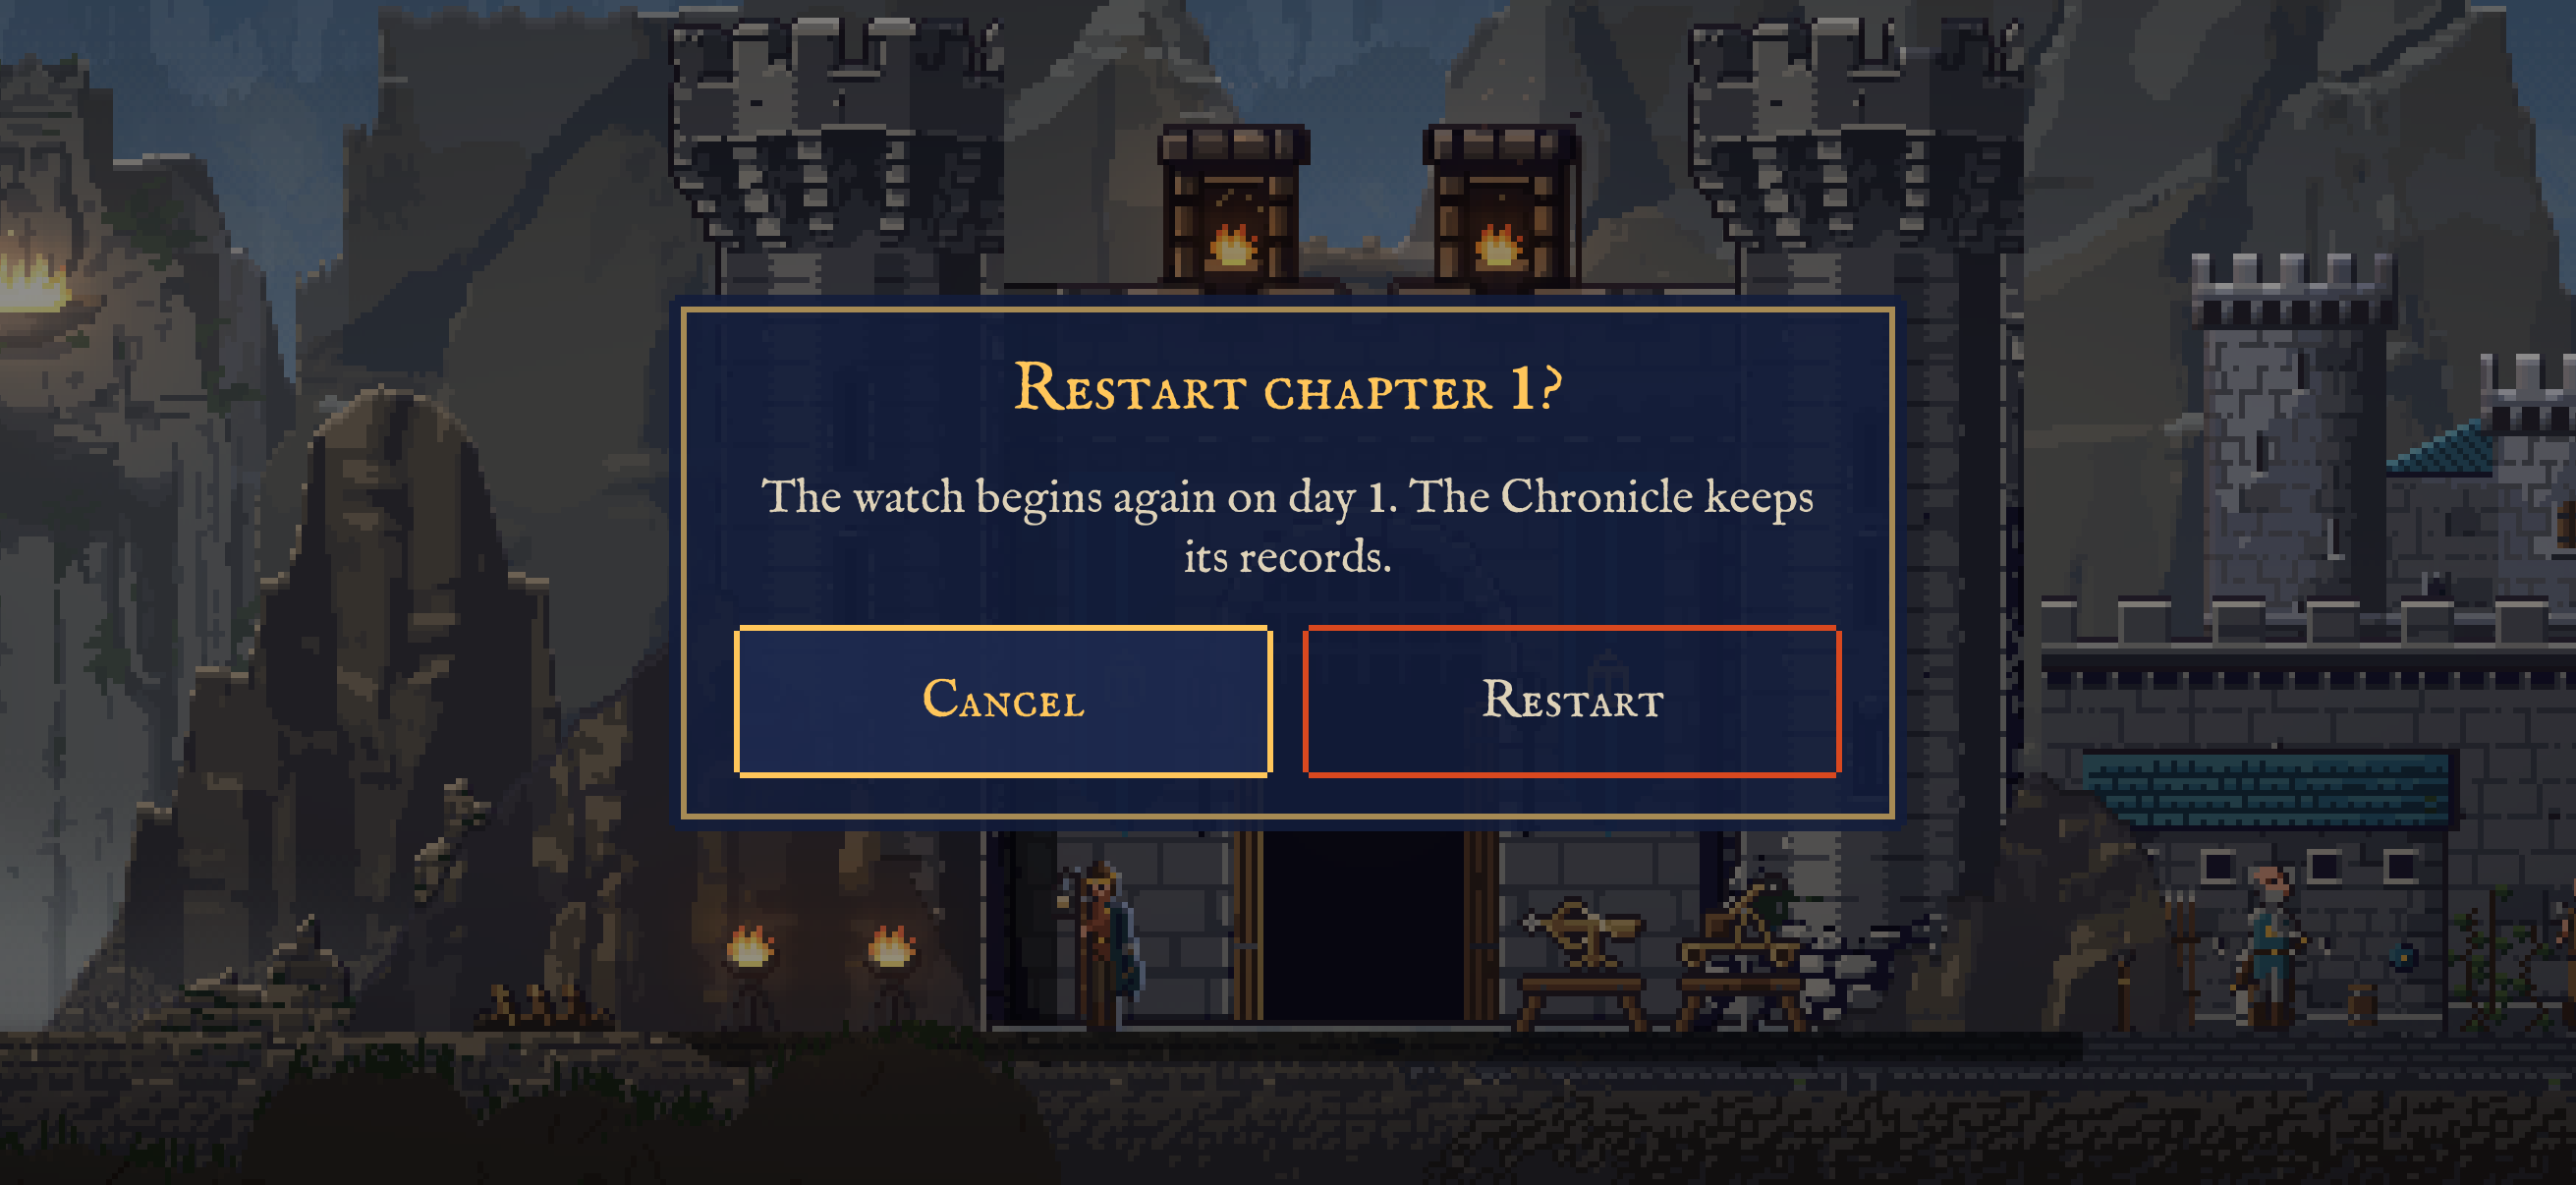 Restart chapter 1?
The watch begins again on day 1. The Chronicle keeps
its records.
Cancel
Restart